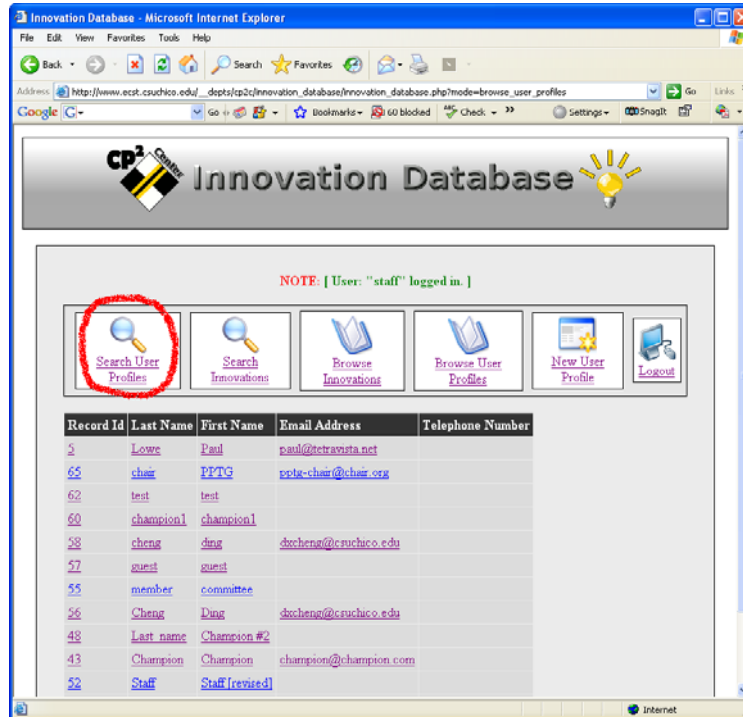 Innovation Database - Microsoft Internet Explorer
File Edit View Favorites Tools Help
Back Search Favorites
Address http://www.ecst.csuchico.edu/__depts/cp2c/innovation_database/innovation_database.php?mode=browse_user_profiles Go Links
Google G Go Bookmarks 60 blocked ABC Check >> Settings SnagIt
CP2 Center Innovation Database
NOTE: [ User: "staff" logged in. ]
Search User Profiles
Search Innovations
Browse Innovations
Browse User Profiles
New User Profile
Logout
Record Id Last Name First Name Email Address Telephone Number
5 Lowe Paul paul@tetravista.net
65 chair PPTG pptg-chair@chair.org
62 test test
60 champion1 champion1
58 cheng ding dxcheng@csuchico.edu
57 guest guest
55 member committee
56 Cheng Ding dxcheng@csuchico.edu
48 Last_name Champion #2
43 Champion Champion champion@champion.com
52 Staff Staff [revised]
Internet